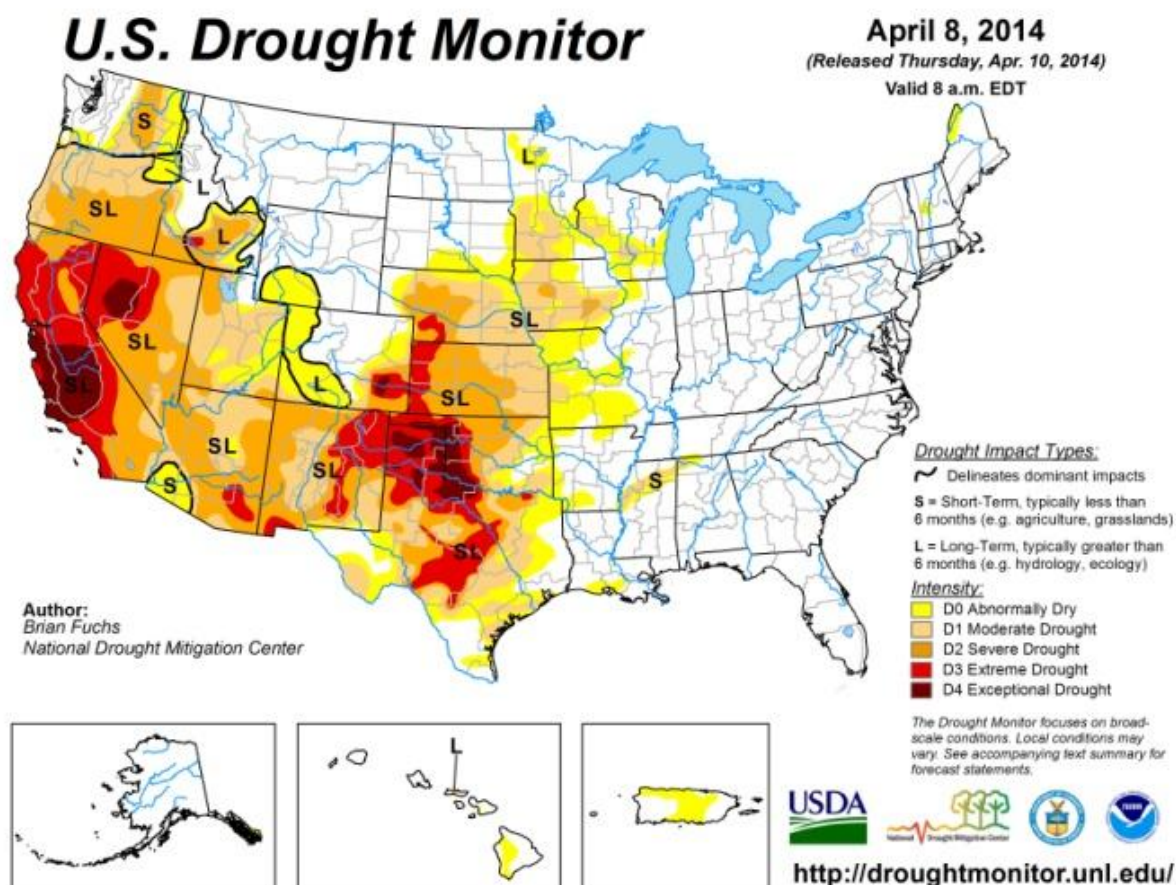 U.S. Drought Monitor
April 8, 2014
(Released Thursday, Apr. 10, 2014)
Valid 8 a.m. EDT
S
L
L
SL
L
SL
SL
SL
L
SL
SL
S
SL
S
SL
Drought Impact Types:
Delineates dominant impacts
S = Short-Term, typically less than
6 months (e.g. agriculture, grasslands)
L = Long-Term, typically greater than
6 months (e.g. hydrology, ecology)
Intensity:
D0 Abnormally Dry
D1 Moderate Drought
D2 Severe Drought
D3 Extreme Drought
D4 Exceptional Drought
Author:
Brian Fuchs
National Drought Mitigation Center
The Drought Monitor focuses on broad-
scale conditions. Local conditions may
vary. See accompanying text summary for
forecast statements.
L
USDA
National Drought Mitigation Center
http://droughtmonitor.unl.edu/